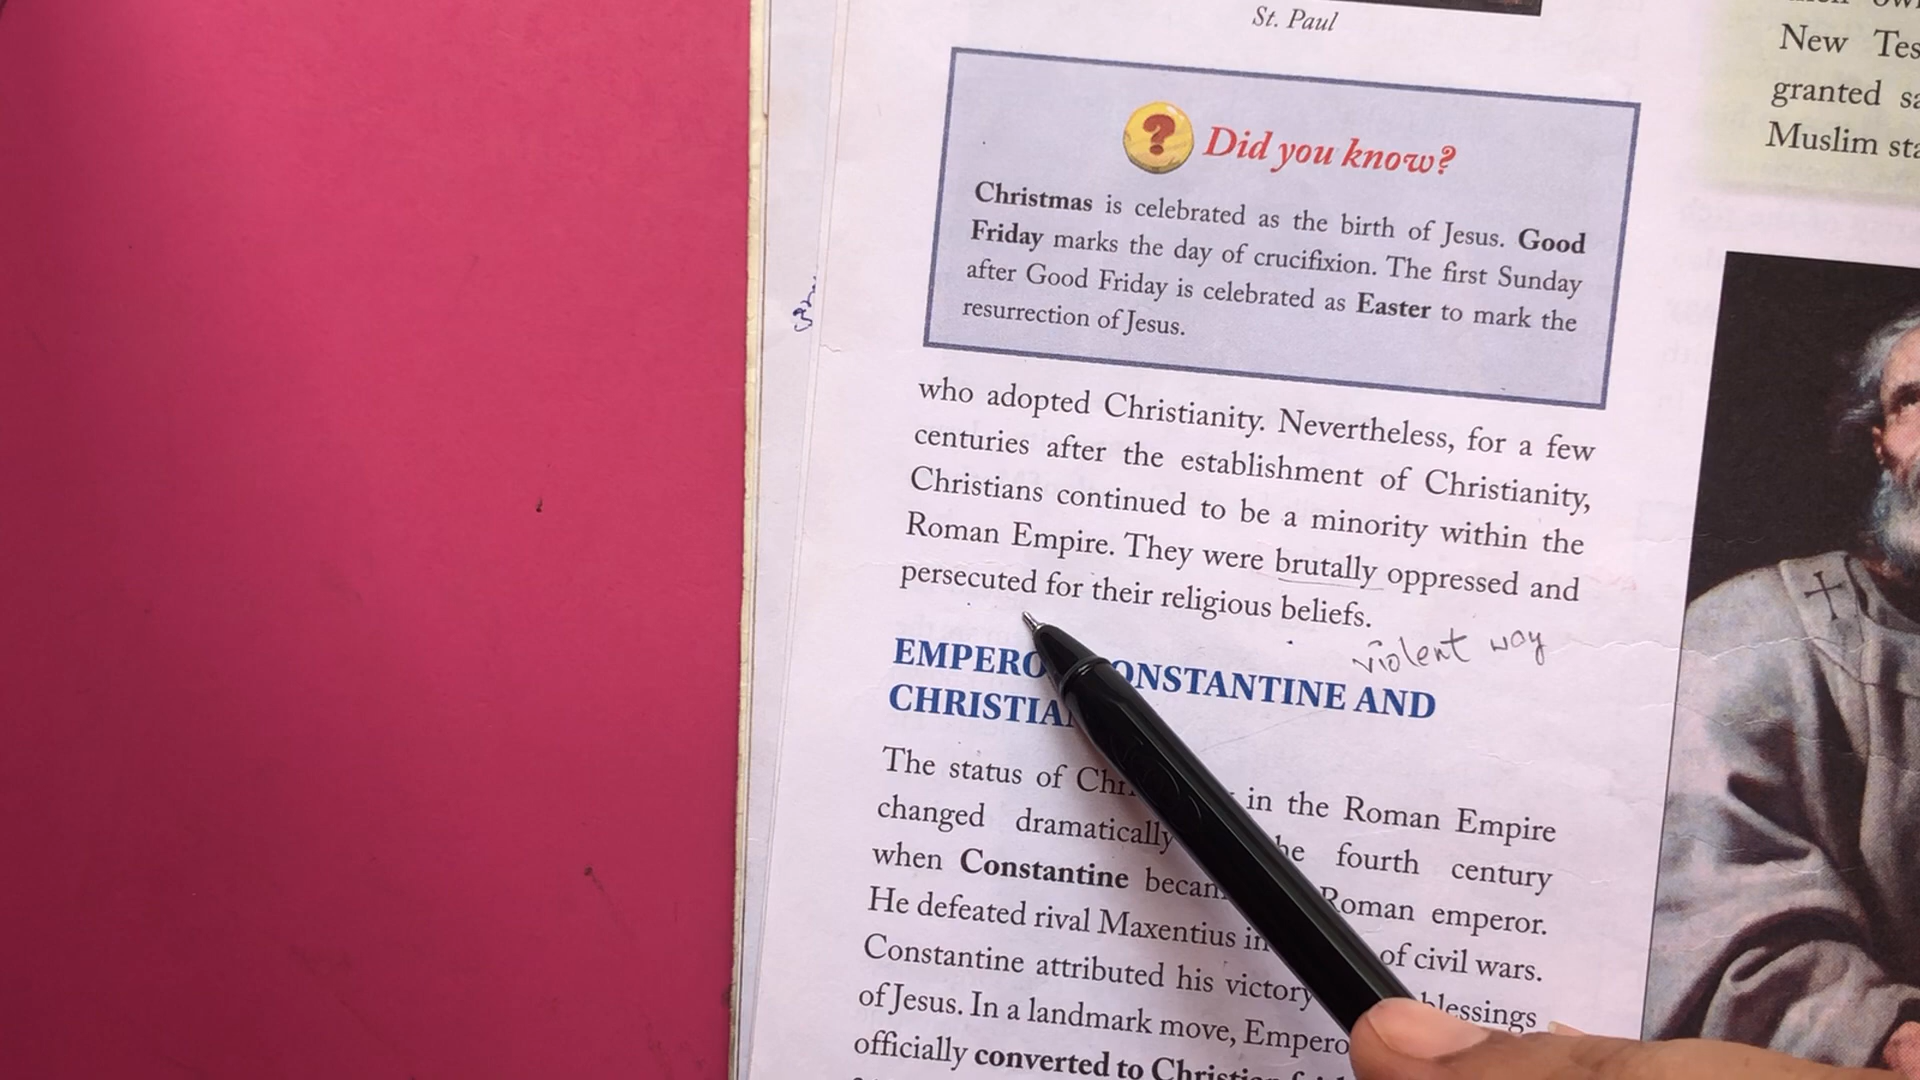 St. Paul
Did you know?
Christmas is celebrated as the birth of Jesus. Good
Friday marks the day of crucifixion. The first Sunday
after Good Friday is celebrated as Easter to mark the
resurrection of Jesus.
who adopted Christianity. Nevertheless, for a few
centuries after the establishment of Christianity,
Christians continued to be a minority within the
Roman Empire. They were brutally oppressed and
persecuted for their religious beliefs.
violent way
EMPERO ONSTANTINE AND
CHRISTIA
The status of Chr in the Roman Empire
changed dramatically he fourth century
when Constantine becam Roman emperor.
He defeated rival Maxentius in of civil wars.
Constantine attributed his victory blessings
of Jesus. In a landmark move, Empero
officially converted to Christian
New Tes
granted sa
Muslim sta